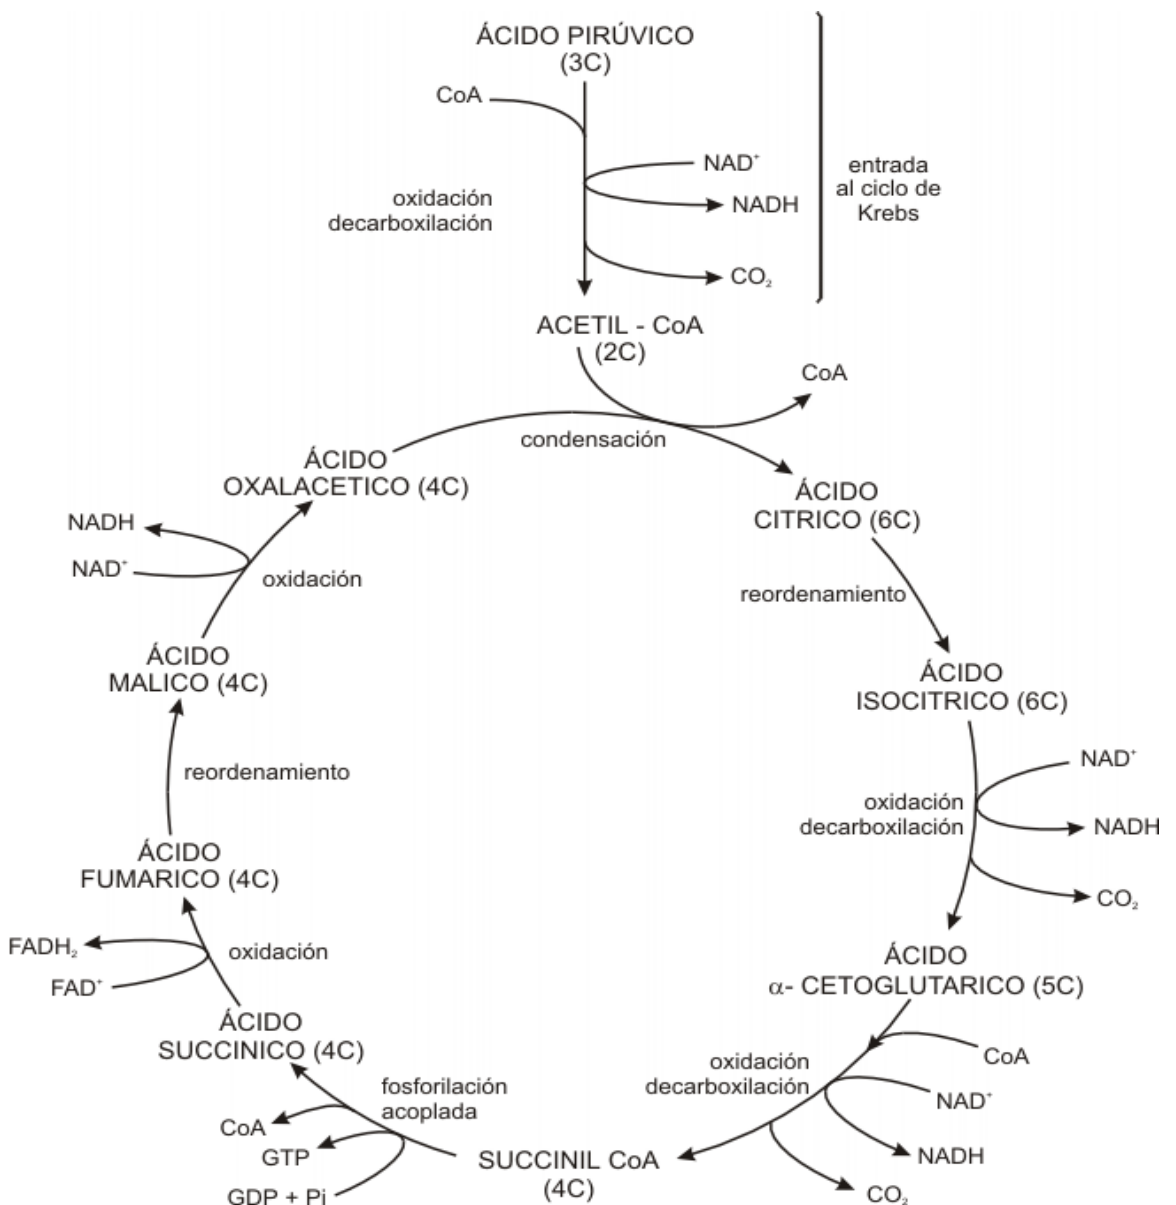 ÁCIDO PIRÚVICO
(3C)
CoA
NAD⁺
NADH
oxidación
decarboxilación
CO₂
entrada
al ciclo de
Krebs
ACETIL - CoA
(2C)
CoA
condensación
ÁCIDO
OXALACETICO (4C)
ÁCIDO
CITRICO (6C)
NADH
NAD⁺
oxidación
reordenamiento
ÁCIDO
MALICO (4C)
ÁCIDO
ISOCITRICO (6C)
reordenamiento
NAD⁺
oxidación
decarboxilación
NADH
CO₂
ÁCIDO
FUMARICO (4C)
FADH₂
FAD⁺
oxidación
ÁCIDO
α- CETOGLUTARICO (5C)
ÁCIDO
SUCCINICO (4C)
oxidación
decarboxilación
CoA
NAD⁺
NADH
CO₂
fosforilación
acoplada
CoA
GTP
GDP + Pi
SUCCINIL CoA
(4C)